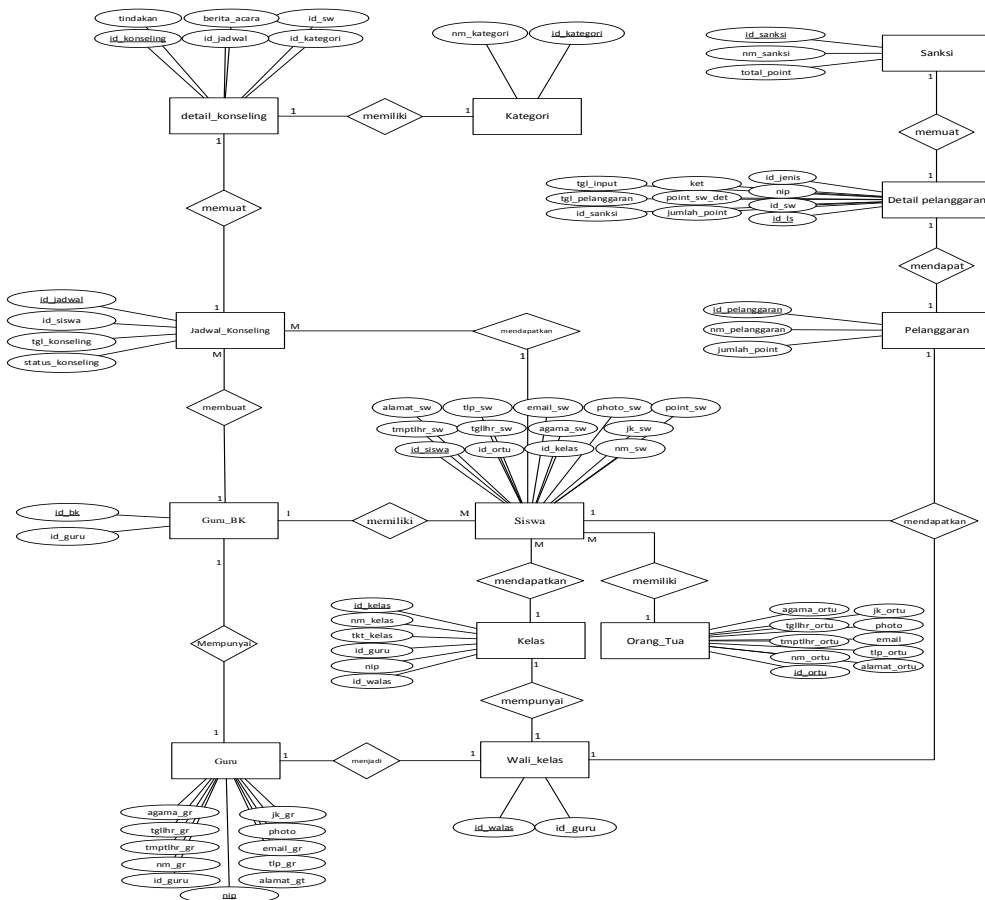 tindakan
berita_acara
id_sw
id_konseling
id_jadwal
id_kategori
nm_kategori
id_kategori
id_sanksi
nm_sanksi
total_point
Sanksi
1
detail_konseling
1
memiliki
1
Kategori
1
memuat
memuat
1
tgl_input
ket
id_jenis
tgl_pelanggaran
point_sw_det
nip
id_sanksi
jumlah_point
id_sw
id_ls
Detail pelanggaran
1
mendapat
1
id_jadwal
id_siswa
tgl_konseling
status_konseling
1
Jadwal_Konseling
M
M
mendapatkan
1
id_pelanggaran
nm_pelanggaran
jumlah_point
Pelanggaran
1
membuat
1
alamat_sw
tlp_sw
email_sw
photo_sw
point_sw
tmptlhr_sw
tgllhr_sw
agama_sw
jk_sw
id_siswa
id_ortu
id_kelas
nm_sw
id_bk
id_guru
Guru_BK
1
memiliki
M
Siswa
1
mendapatkan
1
M
M
mendapatkan
memiliki
1
1
id_kelas
nm_kelas
tkt_kelas
id_guru
nip
id_walas
Kelas
1
Orang_Tua
agama_ortu
jk_ortu
tgllhr_ortu
photo
tmptlhr_ortu
email
nm_ortu
tlp_ortu
id_ortu
alamat_ortu
Mempunyai
mempunyai
1
1
Guru
1
menjadi
1
Wali_kelas
1
agama_gr
jk_gr
tgllhr_gr
photo
tmptlhr_gr
email_gr
nm_gr
tlp_gr
id_guru
alamat_gt
nip
id_walas
id_guru